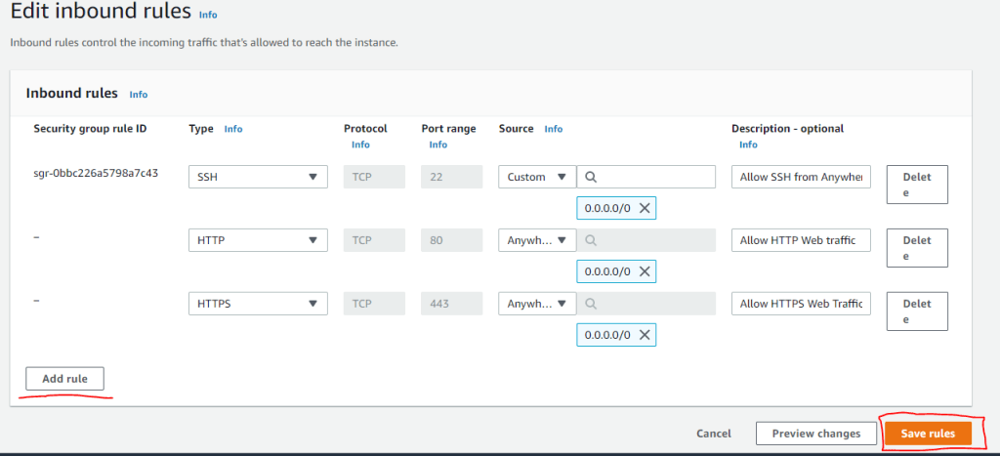 Edit inbound rules Info
Inbound rules control the incoming traffic that's allowed to reach the instance.
Inbound rules Info
Security group rule ID Type Info Protocol Info Port range Info Source Info Description - optional Info
sgr-0bbc226a5798a7c43 SSH TCP 22 Custom Allow SSH from Anywher Delet
e
0.0.0.0/0
– HTTP TCP 80 Anywh... Allow HTTP Web traffic Delet
e
0.0.0.0/0
– HTTPS TCP 443 Anywh... Allow HTTPS Web Traffic Delet
e
0.0.0.0/0
Add rule
Cancel Preview changes Save rules